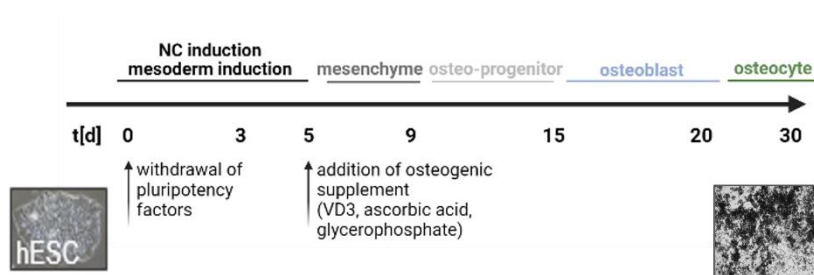 NC induction
mesoderm induction
mesenchyme
osteo-progenitor
osteoblast
osteocyte
t[d]
0
3
5
9
15
20
30
withdrawal of
pluripotency
factors
addition of osteogenic
supplement
(VD3, ascorbic acid,
glycerophosphate)
hESC